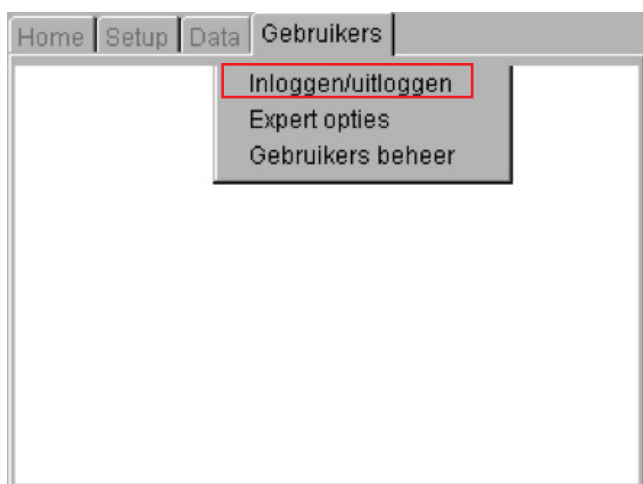 Home Setup Data Gebruikers
Inloggen/uitloggen
Expert opties
Gebruikers beheer